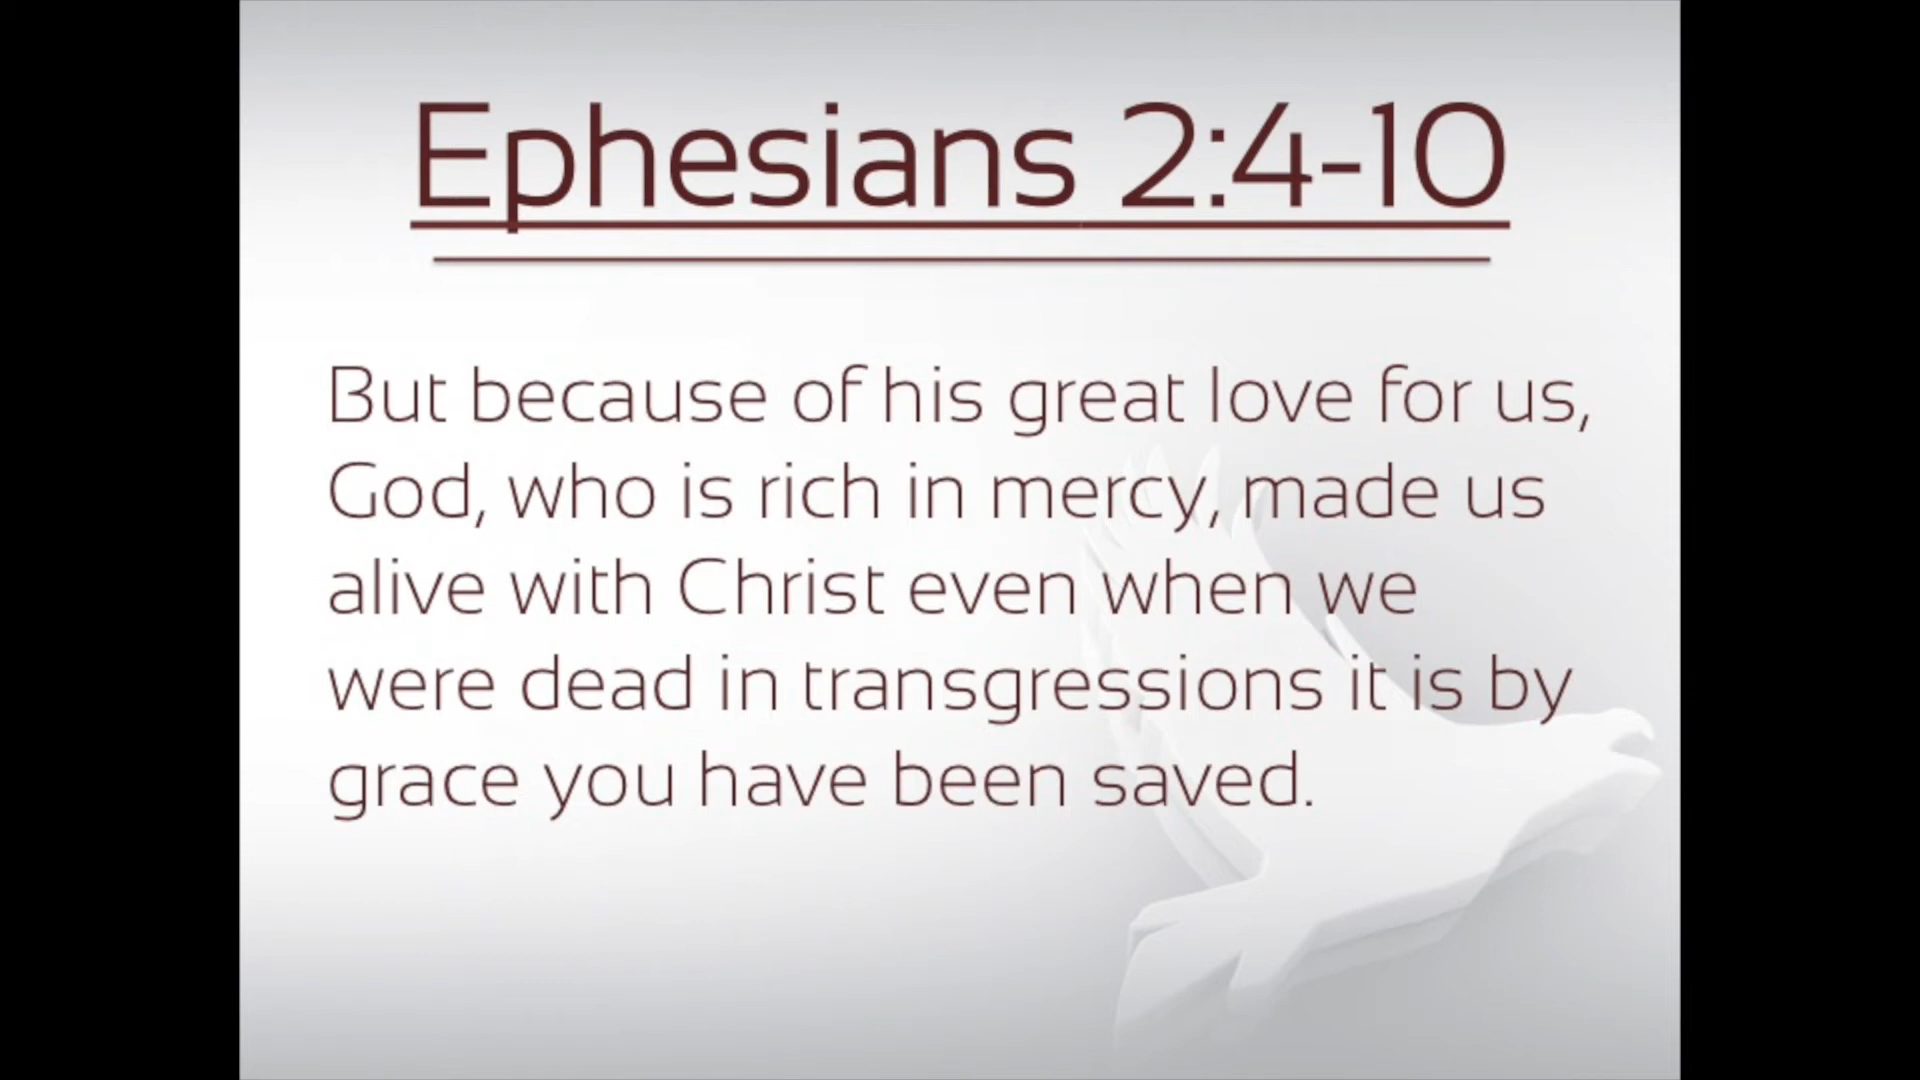 Ephesians 2:4-10
But because of his great love for us,
God, who is rich in mercy, made us
alive with Christ even when we
were dead in transgressions it is by
grace you have been saved.